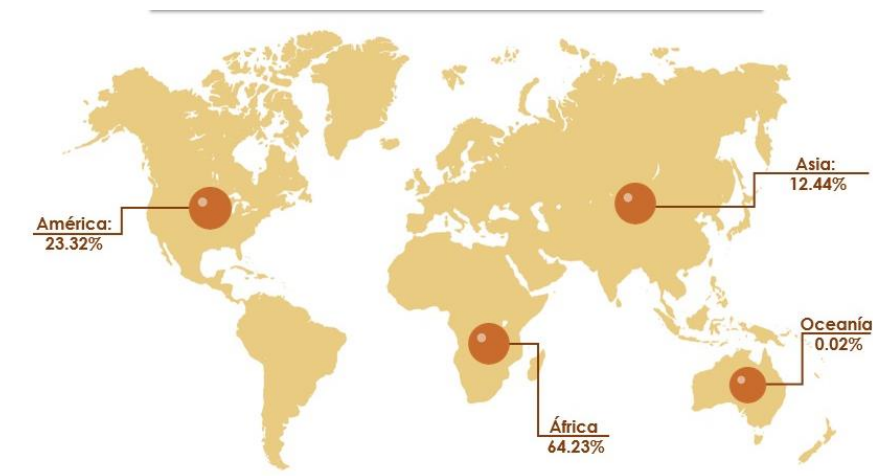 Asia:
12.44%
América:
23.32%
Oceanía
0.02%
África
64.23%